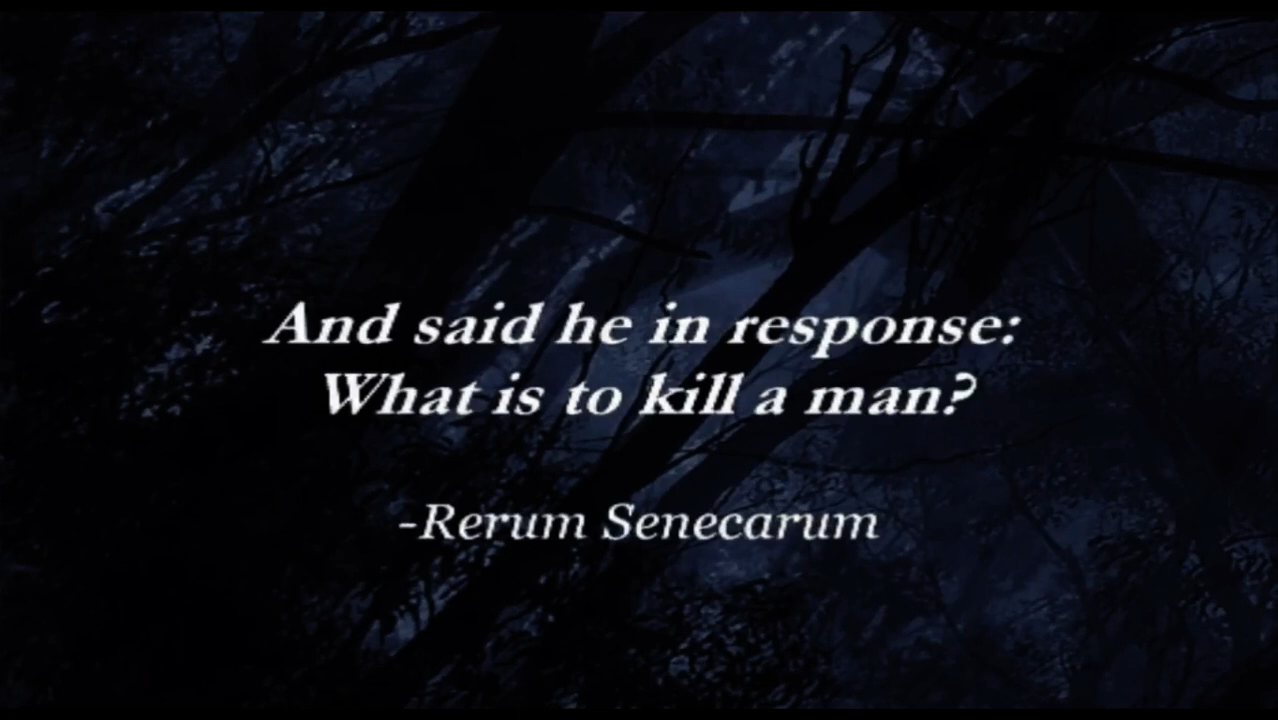 And said he in response:
What is to kill a man?
-Rerum Senecarum